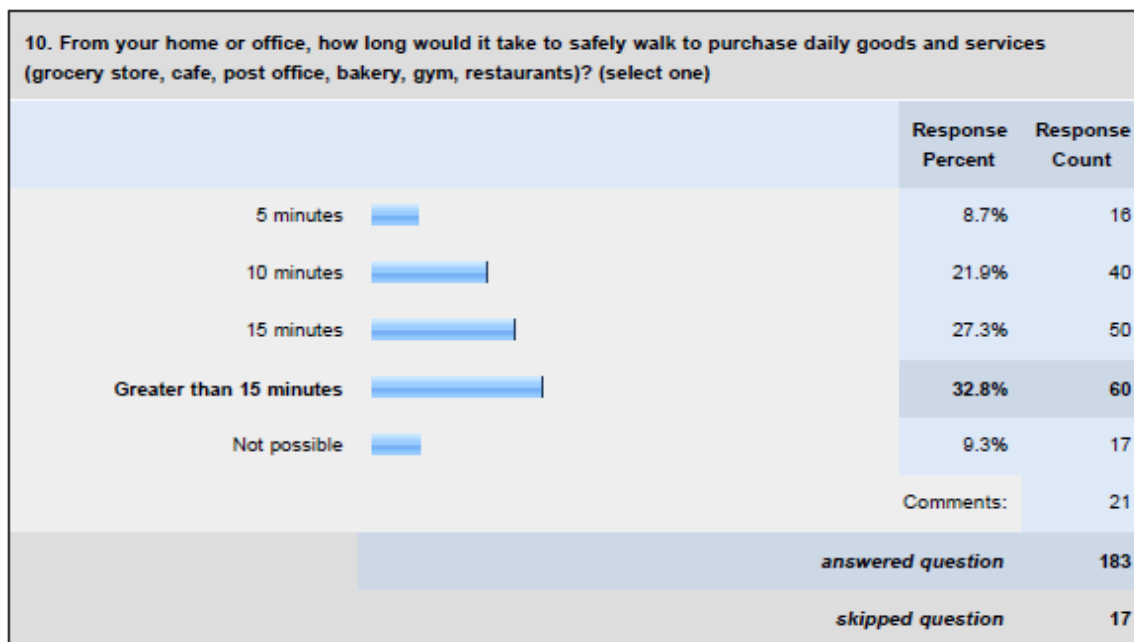 10. From your home or office, how long would it take to safely walk to purchase daily goods and services
(grocery store, cafe, post office, bakery, gym, restaurants)? (select one)
Response Percent
Response Count
5 minutes 8.7% 16
10 minutes 21.9% 40
15 minutes 27.3% 50
Greater than 15 minutes 32.8% 60
Not possible 9.3% 17
Comments: 21
answered question 183
skipped question 17